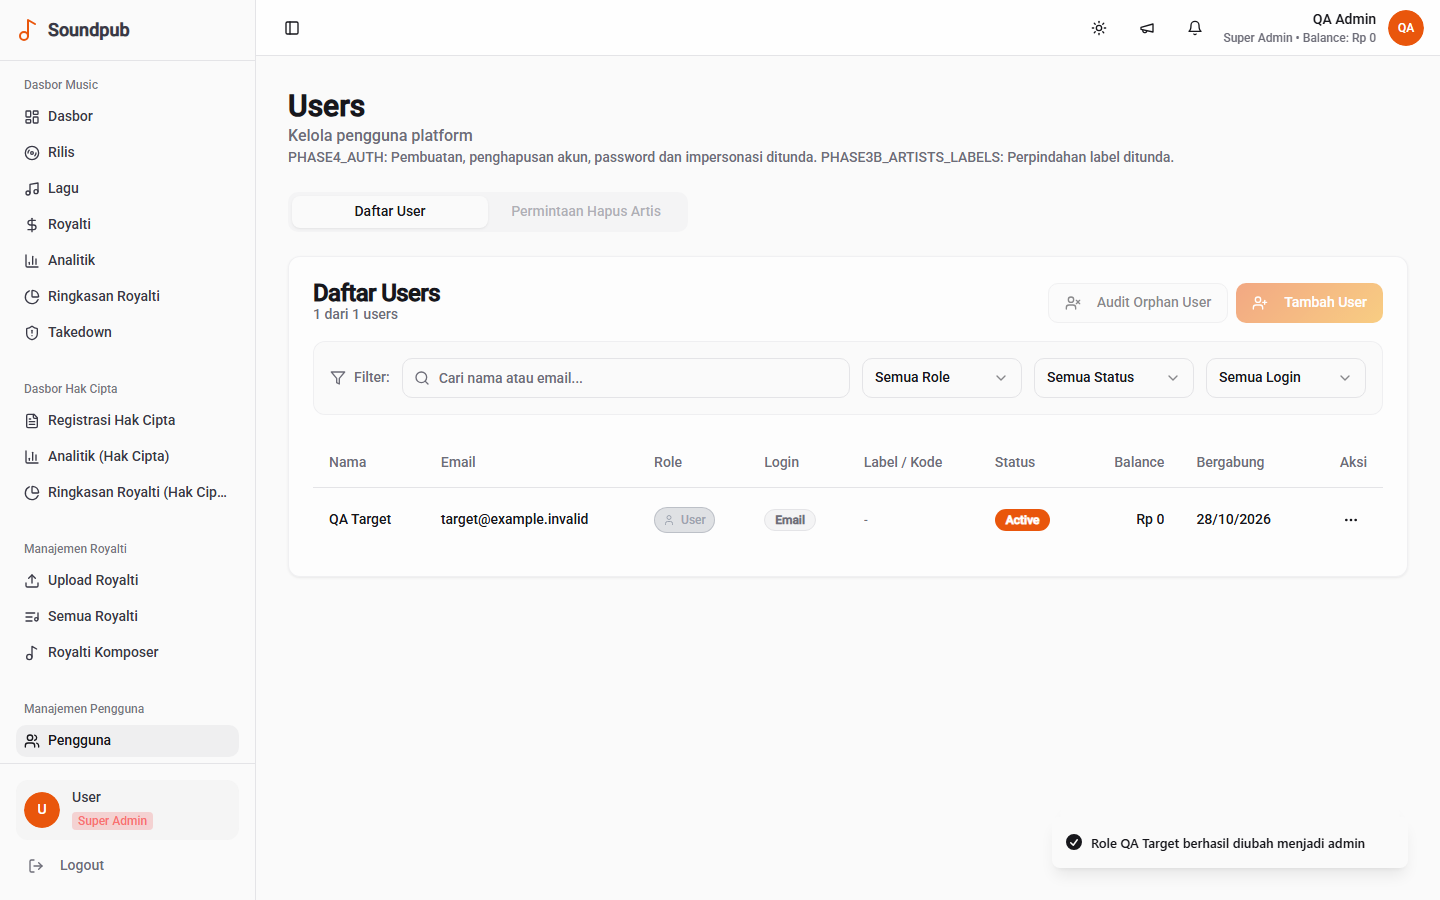 Soundpub
Dasbor Music
Dasbor
Rilis
Lagu
Royalti
Analitik
Ringkasan Royalti
Takedown
Dasbor Hak Cipta
Registrasi Hak Cipta
Analitik (Hak Cipta)
Ringkasan Royalti (Hak Cip...
Manajemen Royalti
Upload Royalti
Semua Royalti
Royalti Komposer
Manajemen Pengguna
Pengguna
U
User
Super Admin
Logout
QA Admin
Super Admin • Balance: Rp 0
QA
Users
Kelola pengguna platform
PHASE4_AUTH: Pembuatan, penghapusan akun, password dan impersonasi ditunda. PHASE3B_ARTISTS_LABELS: Perpindahan label ditunda.
Daftar User
Permintaan Hapus Artis
Daftar Users
1 dari 1 users
Audit Orphan User
Tambah User
Filter:
Cari nama atau email...
Semua Role
Semua Status
Semua Login
Nama Email Role Login Label / Kode Status Balance Bergabung Aksi
QA Target target@example.invalid User Email - Active Rp 0 28/10/2026 ...
Role QA Target berhasil diubah menjadi admin